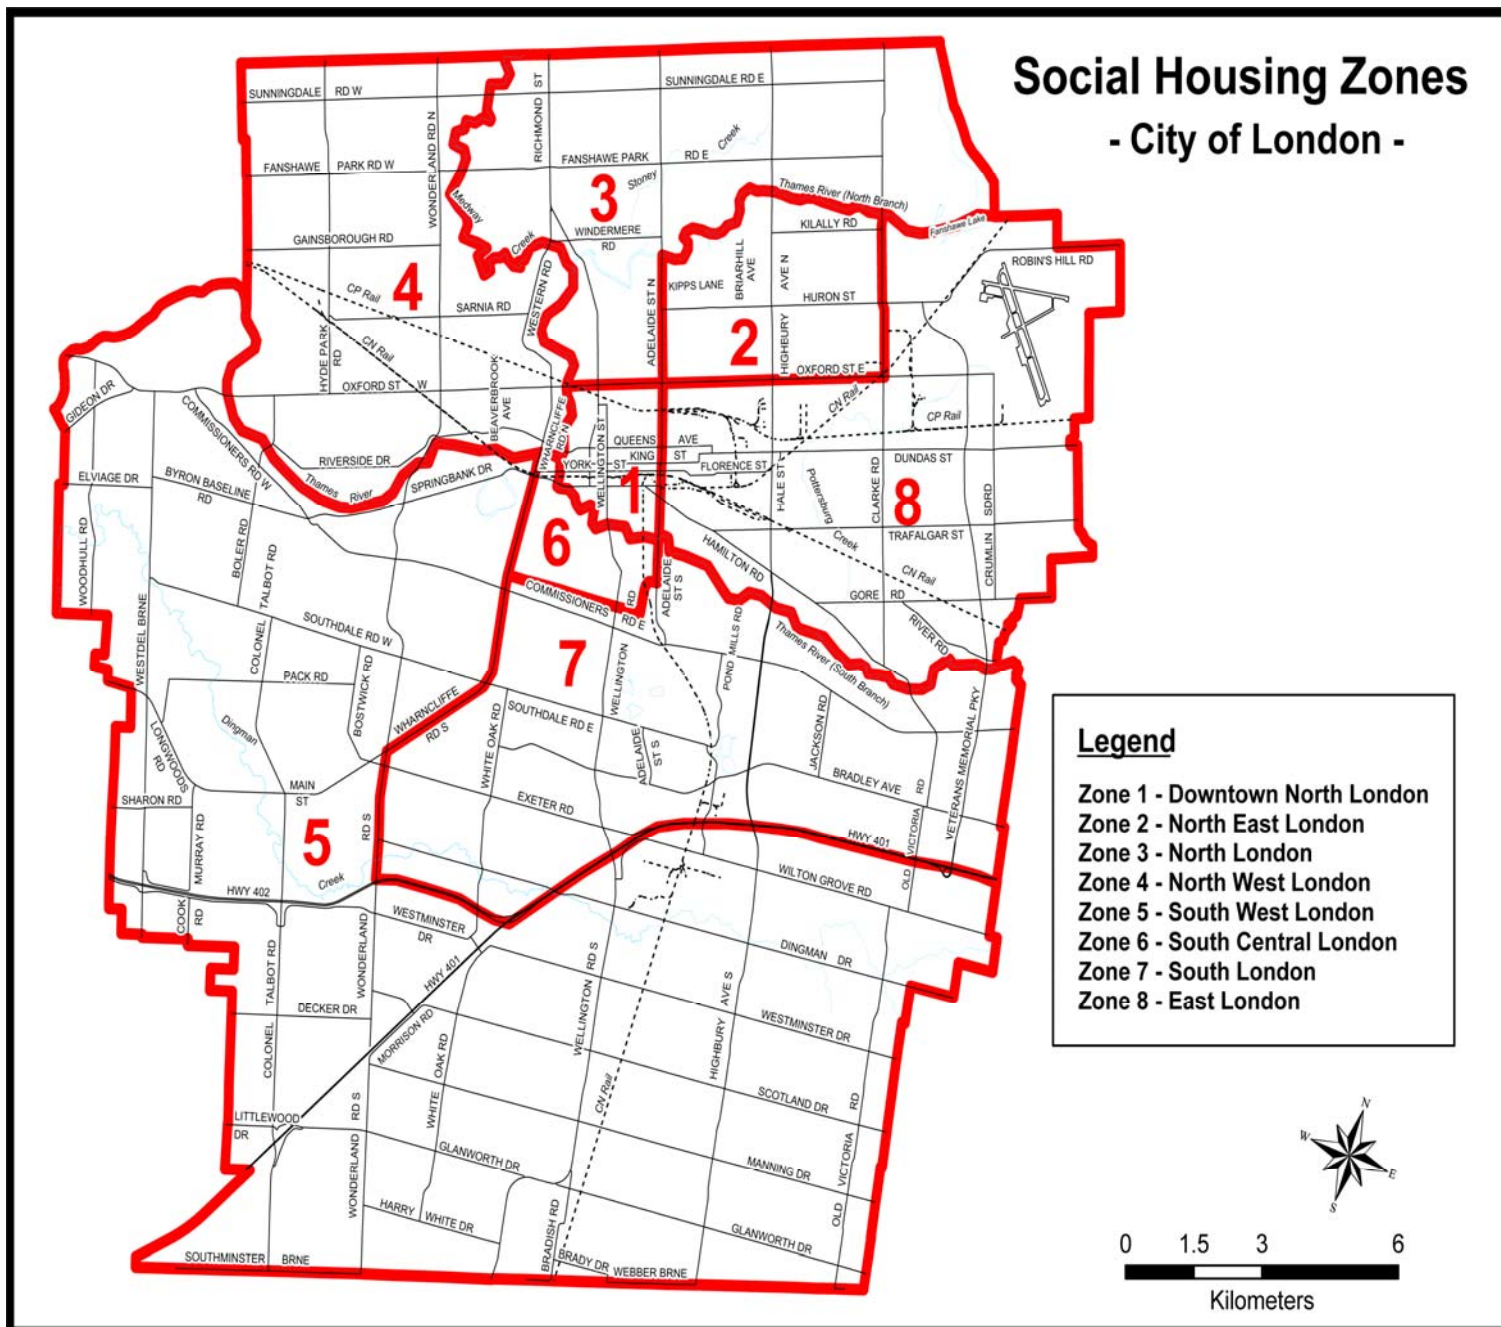 Social Housing Zones
- City of London -
SUNNINGDALE RD W
SUNNINGDALE RD E
RICHMOND ST
WONDERLAND RD N
FANSHAWE PARK RD W
FANSHAWE PARK RD E
Stoney Creek
Medway Creek
3
Thames River (North Branch)
Fanshawe Lake
KILALLY RD
WINDERMERE
RD
GAINSBOROUGH RD
ROBIN'S HILL RD
BRIARHILL
AVE
AVE N
KIPPS LANE
4
CP Rail
SARNIA RD
WESTERN RD
ADELAIDE ST N
HURON ST
2
HIGHBURY
HYDE PARK
RD
CN Rail
OXFORD ST W
OXFORD ST E
BEAVERBROOK
AVE
GIDEON DR
COMMISSIONERS RD W
WHARNCLIFFE
RD N
WELLINGTON ST
CN Rail
CP Rail
QUEENS AVE
KING ST
YORK ST
FLORENCE ST
DUNDAS ST
RIVERSIDE DR
Thames River
SPRINGBANK DR
ELVIAGE DR
BYRON BASELINE
RD
1
HALE ST
Pottersburg
Creek
CLARKE RD
8
CRUMLIN SDRD
TRAFALGAR ST
WOODHULL RD
BOLER RD
6
HAMILTON RD
CN Rail
COLONEL TALBOT RD
COMMISSIONERS
RD E
RD
ADELAIDE
ST S
GORE RD
RIVER RD
WESTDEL BRNE
SOUTHDALE RD W
POND MILLS RD
Thames River (South Branch)
7
WELLINGTON
PACK RD
BOSTWICK RD
WHARNCLIFFE
RD S
WHITE OAK RD
SOUTHDALE RD E
ADELAIDE
ST S
JACKSON RD
VETERANS MEMORIAL PKY
Dingman
Creek
LONGWOODS
RD
BRADLEY AVE
SHARON RD
MAIN
ST
EXETER RD
MURRAY RD
5
RD S
HWY 401
OLD VICTORIA RD
HWY 402
WILTON GROVE RD
COOK
RD
WESTMINSTER
DR
DINGMAN DR
COLONEL TALBOT RD
WONDERLAND
HWY 401
WELLINGTON RD S
HIGHBURY AVE S
DECKER DR
MORRISON RD
WESTMINSTER DR
WHITE OAK RD
CN Rail
SCOTLAND DR
LITTLEWOOD
DR
WONDERLAND RD S
GLANWORTH DR
MANNING DR
OLD VICTORIA RD
HARRY WHITE DR
BRADISH RD
GLANWORTH DR
SOUTHMINSTER BRNE
BRADY DR
WEBBER BRNE
Legend
Zone 1 - Downtown North London
Zone 2 - North East London
Zone 3 - North London
Zone 4 - North West London
Zone 5 - South West London
Zone 6 - South Central London
Zone 7 - South London
Zone 8 - East London
N
W
E
S
0 1.5 3 6
Kilometers